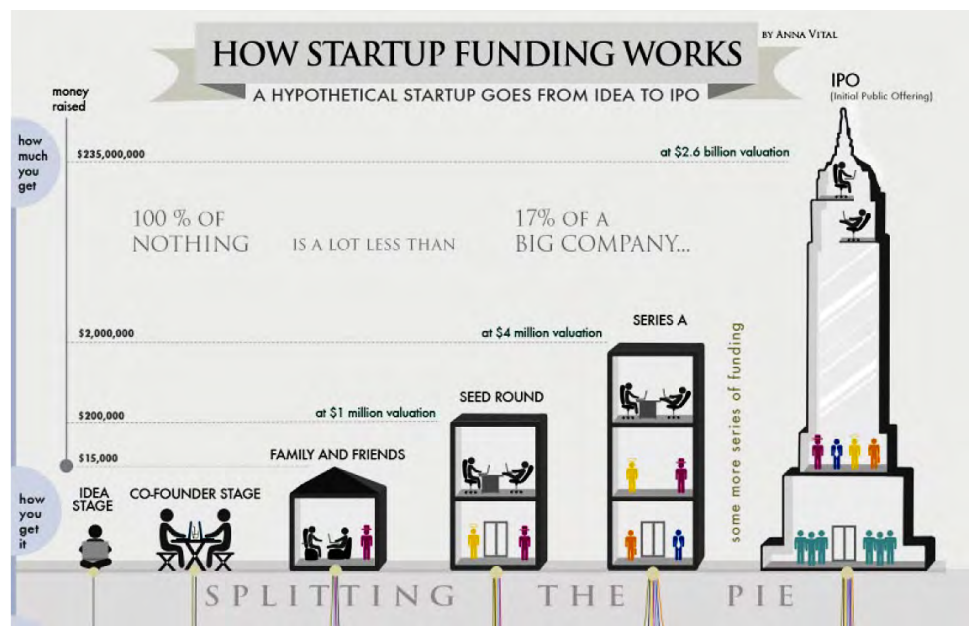 HOW STARTUP FUNDING WORKS
BY ANNA VITAL
A HYPOTHETICAL STARTUP GOES FROM IDEA TO IPO
money
raised
IPO
(Initial Public Offering)
how
much
you
get
$235,000,000
at $2.6 billion valuation
100 % OF
NOTHING
IS A LOT LESS THAN
17% OF A
BIG COMPANY...
$2,000,000
at $4 million valuation
SERIES A
some more series of funding
$200,000
at $1 million valuation
SEED ROUND
$15,000
FAMILY AND FRIENDS
how
you
get
it
IDEA
STAGE
CO-FOUNDER STAGE
SPLITTING THE PIE